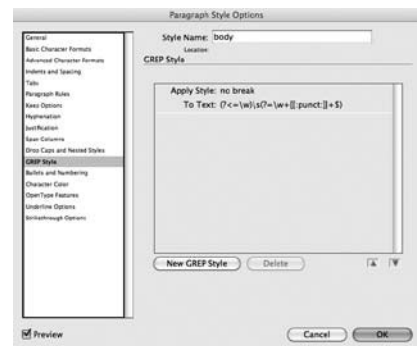 Paragraph Style Options
General
Basic Character Formats
Advanced Character Formats
Indents and Spacing
Tabs
Paragraph Rules
Keep Options
Hyphenation
Justification
Span Columns
Drop Caps and Nested Styles
GREP Style
Bullets and Numbering
Character Color
OpenType Features
Underline Options
Strikethrough Options
Style Name: body
Location:
GREP Style
Apply Style: no break
To Text: (?<=\w)\s(?=\w+[[:punct:]]+$)
New GREP Style
Delete
Preview
Cancel
OK